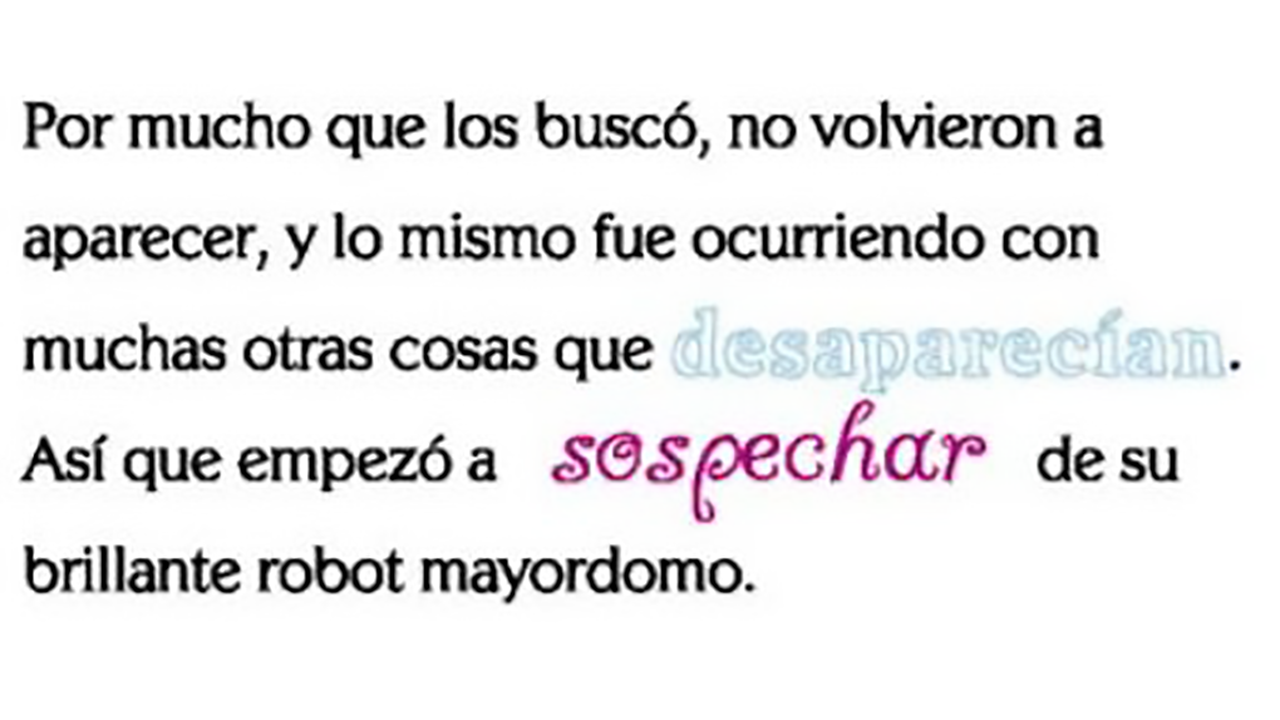 Por mucho que los buscó, no volvieron a
aparecer, y lo mismo fue ocurriendo con
muchas otras cosas que desaparecían.
Así que empezó a sospechar de su
brillante robot mayordomo.